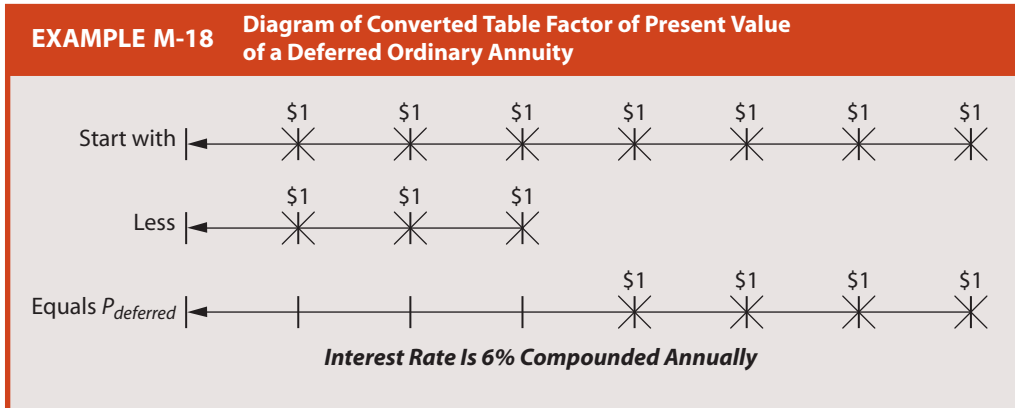 EXAMPLE M-18
Diagram of Converted Table Factor of Present Value
of a Deferred Ordinary Annuity
$1 $1 $1 $1 $1 $1 $1
Start with
$1 $1 $1
Less
$1 $1 $1 $1
Equals Pdeferred
Interest Rate Is 6% Compounded Annually